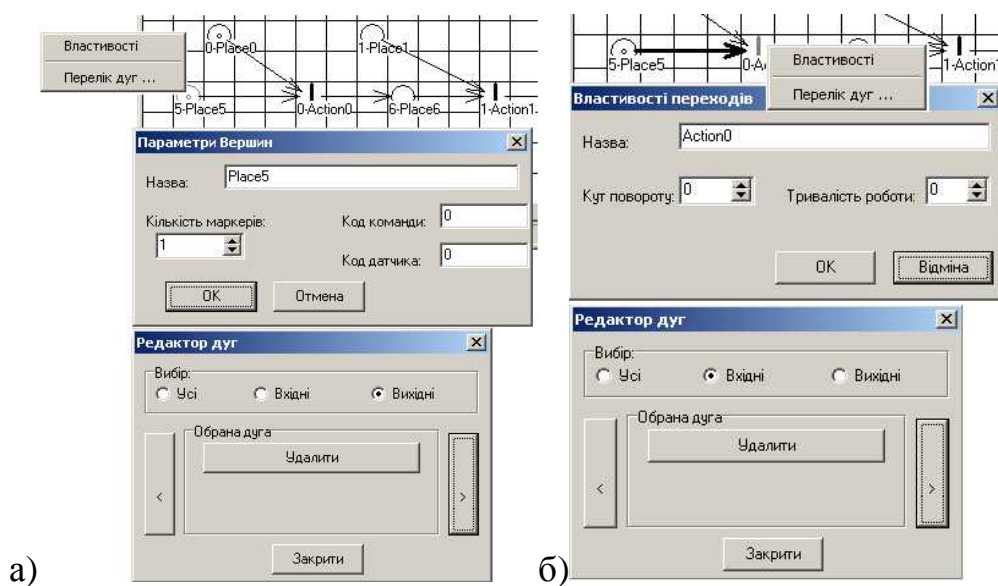 Властивості
Перелік дуг ...
0-Place0
1-Place1
5-Place5
0-Action0
6-Place6
1-Action1
Параметри Вершин
Назва:
Place5
Кількість маркерів:
1
Код команди:
0
Код датчика:
0
OK
Отмена
Редактор дуг
Вибір:
Усі
Вхідні
Вихідні
Обрана дуга
Удалити
<
>
Закрити
а)
5-Place5
0-A
Властивості
Перелік дуг ...
1-Action1
Властивості переходів
Назва:
Action0
Кут повороту:
0
Тривалість роботи:
0
OK
Відміна
Редактор дуг
Вибір:
Усі
Вхідні
Вихідні
Обрана дуга
Удалити
<
>
Закрити
б)